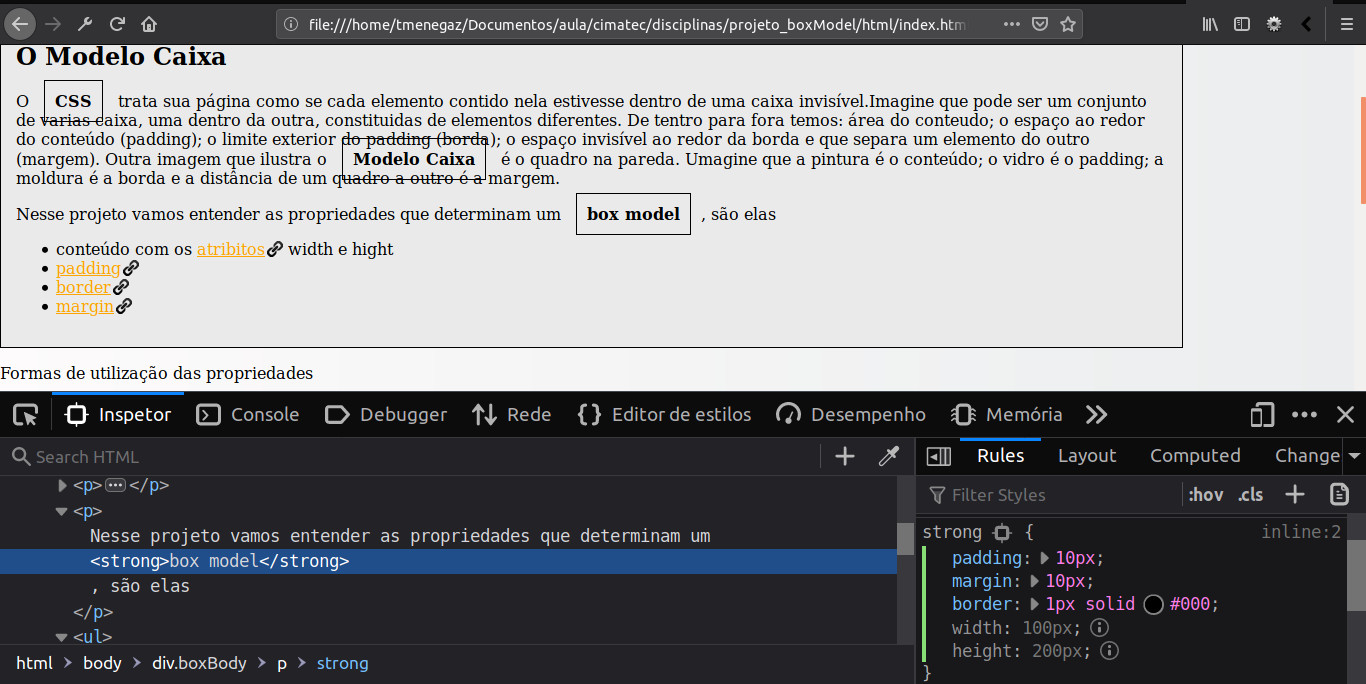 file:///home/tmenegaz/Documentos/aula/cimatec/disciplinas/projeto_boxModel/html/index.htm
O Modelo Caixa
O CSS trata sua página como se cada elemento contido nela estivesse dentro de uma caixa invisível.Imagine que pode ser um conjunto
de varias caixa, uma dentro da outra, constituidas de elementos diferentes. De tentro para fora temos: área do conteudo; o espaço ao redor
do conteúdo (padding); o limite exterior do padding (borda); o espaço invisível ao redor da borda e que separa um elemento do outro
(margem). Outra imagem que ilustra o Modelo Caixa é o quadro na pareda. Umagine que a pintura é o conteúdo; o vidro é o padding; a
moldura é a borda e a distância de um quadro a outro é a margem.
Nesse projeto vamos entender as propriedades que determinam um box model , são elas
• conteúdo com os atribitos width e hight
• padding
• border
• margin
Formas de utilização das propriedades
Inspetor Console Debugger Rede Editor de estilos Desempenho Memória
Search HTML
<p>···</p>
<p>
Nesse projeto vamos entender as propriedades que determinam um
<strong>box model</strong>
, são elas
</p>
<ul>
html > body > div.boxBody > p > strong
Rules Layout Computed Change
Filter Styles :hov .cls +
strong { inline:2
padding: 10px;
margin: 10px;
border: 1px solid #000;
width: 100px;
height: 200px;
}